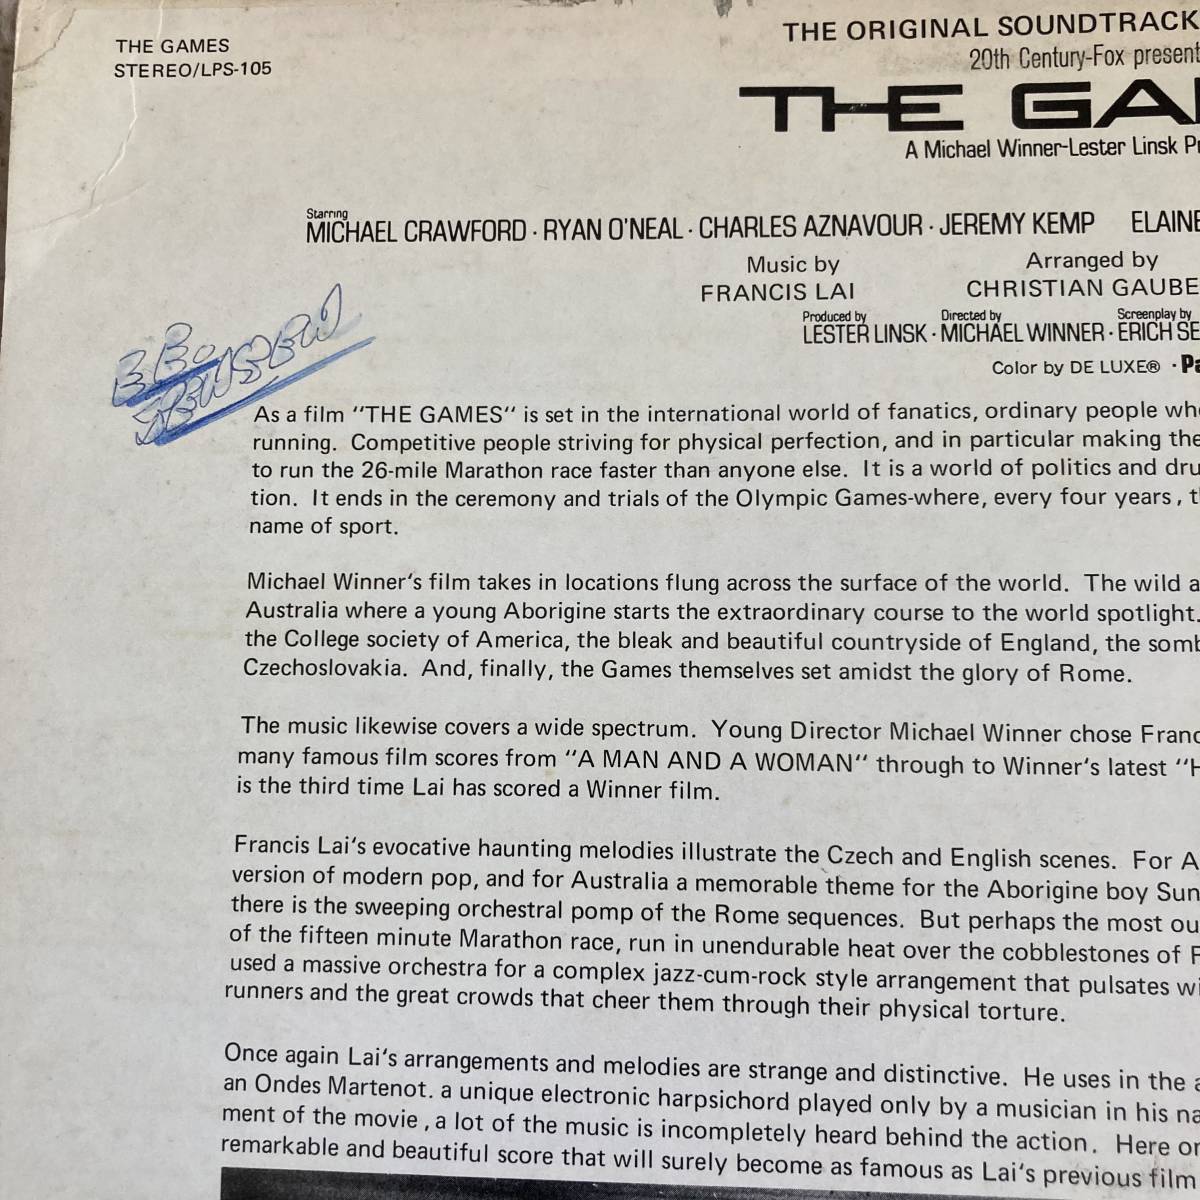 THE GAMES
STEREO/LPS-105
THE ORIGINAL SOUNDTRACK
20th Century-Fox present
THE GA
A Michael Winner-Lester Linsk
Starring
MICHAEL CRAWFORD · RYAN O'NEAL · CHARLES AZNAVOUR · JEREMY KEMP ELAINE
Music by
FRANCIS LAI
Arranged by
CHRISTIAN GAUBE
Produced by
LESTER LINSK ·
Directed by
MICHAEL WINNER ·
Screenplay by
ERICH SE
Color by DE LUXE® · Pa
As a film "THE GAMES" is set in the international world of fanatics, ordinary people wh
running. Competitive people striving for physical perfection, and in particular making the
to run the 26-mile Marathon race faster than anyone else. It is a world of politics and dru
tion. It ends in the ceremony and trials of the Olympic Games-where, every four years, t
name of sport.
Michael Winner's film takes in locations flung across the surface of the world. The wild a
Australia where a young Aborigine starts the extraordinary course to the world spotlight.
the College society of America, the bleak and beautiful countryside of England, the somb
Czechoslovakia. And, finally, the Games themselves set amidst the glory of Rome.
The music likewise covers a wide spectrum. Young Director Michael Winner chose Franc
many famous film scores from "A MAN AND A WOMAN" through to Winner's latest "H
is the third time Lai has scored a Winner film.
Francis Lai's evocative haunting melodies illustrate the Czech and English scenes. For A
version of modern pop, and for Australia a memorable theme for the Aborigine boy Sun
there is the sweeping orchestral pomp of the Rome sequences. But perhaps the most ou
of the fifteen minute Marathon race, run in unendurable heat over the cobblestones of R
used a massive orchestra for a complex jazz-cum-rock style arrangement that pulsates wi
runners and the great crowds that cheer them through their physical torture.
Once again Lai's arrangements and melodies are strange and distinctive. He uses in the a
an Ondes Martenot. a unique electronic harpsichord played only by a musician in his na
ment of the movie, a lot of the music is incompletely heard behind the action. Here on
remarkable and beautiful score that will surely become as famous as Lai's previous film